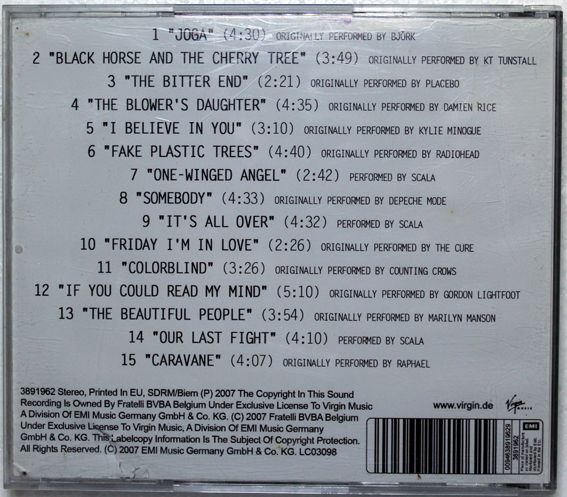 1 "JOGA" (4:30) ORIGINALLY PERFORMED BY BJÖRK
2 "BLACK HORSE AND THE CHERRY TREE" (3:49) ORIGINALLY PERFORMED BY KT TUNSTALL
3 "THE BITTER END" (2:21) ORIGINALLY PERFORMED BY PLACEBO
4 "THE BLOWER'S DAUGHTER" (4:35) ORIGINALLY PERFORMED BY DAMIEN RICE
5 "I BELIEVE IN YOU" (3:10) ORIGINALLY PERFORMED BY KYLIE MINOGUE
6 "FAKE PLASTIC TREES" (4:40) ORIGINALLY PERFORMED BY RADIOHEAD
7 "ONE-WINGED ANGEL" (2:42) PERFORMED BY SCALA
8 "SOMEBODY" (4:33) ORIGINALLY PERFORMED BY DEPECHE MODE
9 "IT'S ALL OVER" (4:32) PERFORMED BY SCALA
10 "FRIDAY I'M IN LOVE" (2:26) ORIGINALLY PERFORMED BY THE CURE
11 "COLORBLIND" (3:26) ORIGINALLY PERFORMED BY COUNTING CROWS
12 "IF YOU COULD READ MY MIND" (5:10) ORIGINALLY PERFORMED BY GORDON LIGHTFOOT
13 "THE BEAUTIFUL PEOPLE" (3:54) ORIGINALLY PERFORMED BY MARILYN MANSON
14 "OUR LAST FIGHT" (4:10) PERFORMED BY SCALA
15 "CARAVANE" (4:07) ORIGINALLY PERFORMED BY RAPHAEL
3891962 Stereo, Printed In EU, SDRM/Biem (P) 2007 The Copyright In This Sound
Recording Is Owned By Fratelli BVBA Belgium Under Exclusive License To Virgin Music
A Division Of EMI Music Germany GmbH & Co. KG. (C) 2007 Fratelli BVBA Belgium
Under Exclusive License To Virgin Music, A Division Of EMI Music Germany
GmbH & Co. KG. This Labelcopy Information Is The Subject Of Copyright Protection.
All Rights Reserved. (C) 2007 EMI Music Germany GmbH & Co. KG. LC03098
www.virgin.de
Virgin MUSIC
EMI
3891962
0094638919629